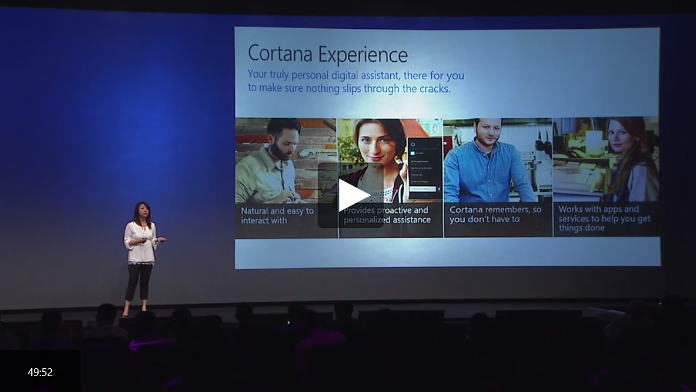 Cortana Experience
Your truly personal digital assistant, there for you
to make sure nothing slips through the cracks.
Natural and easy to
interact with
Provides proactive and
personalized assistance
Cortana remembers, so
you don't have to
Works with apps and
services to help you get
things done
49:52